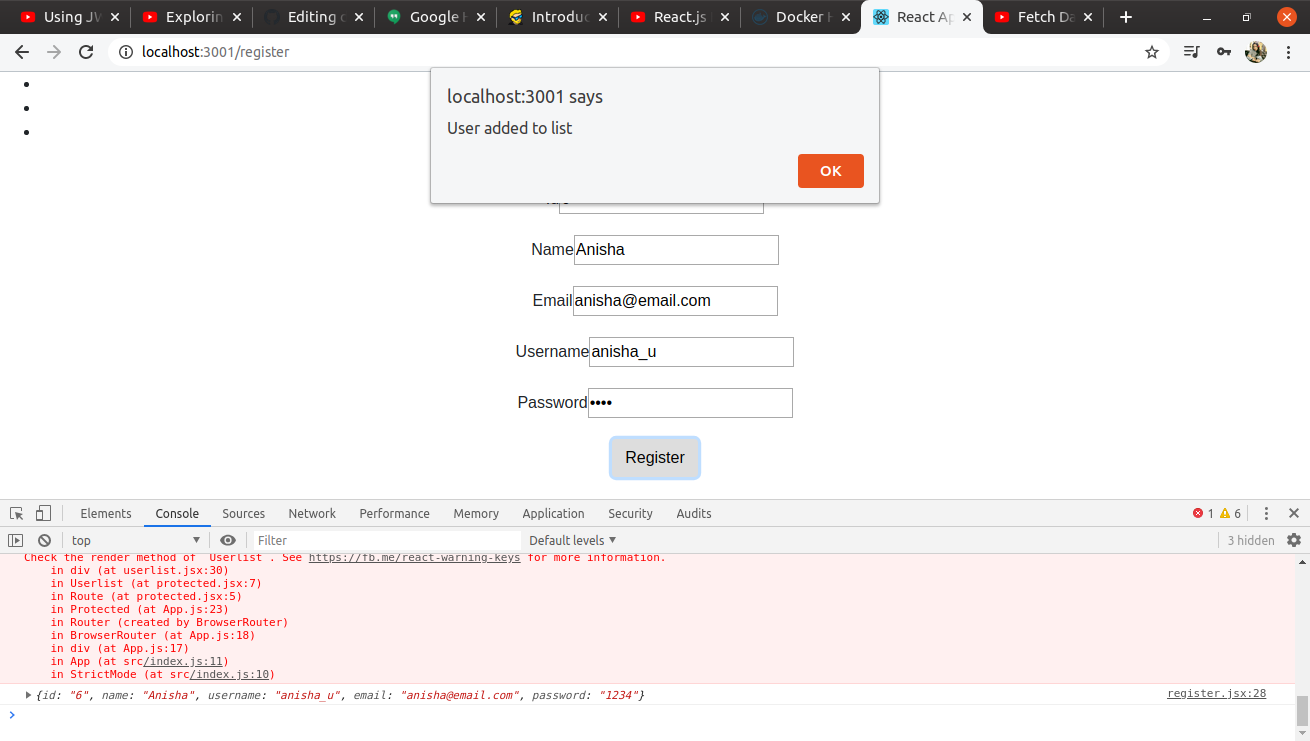 Using JW
Explorin
Editing c
Google H
Introduc
React.js
Docker H
React Ap
Fetch Da
localhost:3001/register
localhost:3001 says
User added to list
OK
Name Anisha
Email anisha@email.com
Username anisha_u
Password ••••
Register
Elements Console Sources Network Performance Memory Application Security Audits 1 6
top Filter Default levels 3 hidden
Check the render method of `Userlist`. See https://fb.me/react-warning-keys for more information.
in div (at userlist.jsx:30)
in Userlist (at protected.jsx:7)
in Route (at protected.jsx:5)
in Protected (at App.js:23)
in Router (created by BrowserRouter)
in BrowserRouter (at App.js:18)
in div (at App.js:17)
in App (at src/index.js:11)
in StrictMode (at src/index.js:10)
{id: "6", name: "Anisha", username: "anisha_u", email: "anisha@email.com", password: "1234"} register.jsx:28